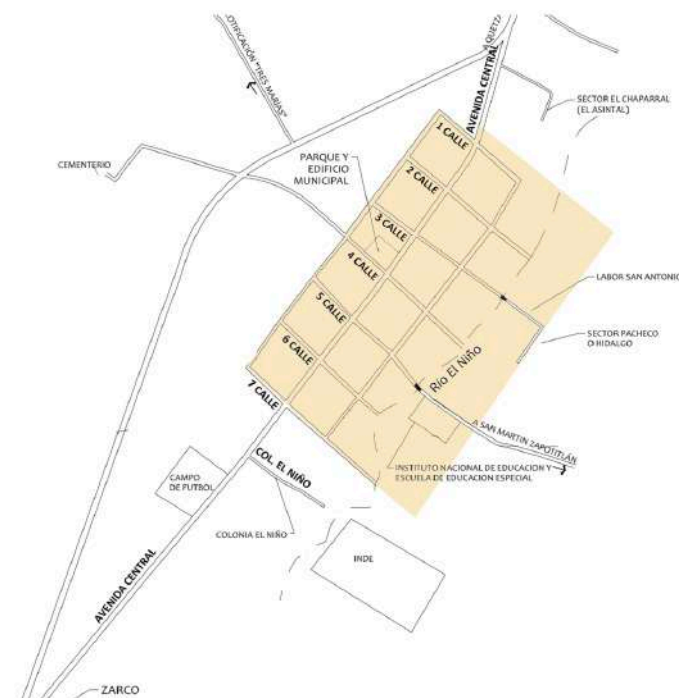 LOTIFICACIÓN "TRES MARÍAS"
A QUETZA
AVENIDA CENTRAL
SECTOR EL CHAPARRAL
(EL ASINTAL)
1 CALLE
CEMENTERIO
PARQUE Y
EDIFICIO
MUNICIPAL
2 CALLE
3 CALLE
4 CALLE
LABOR SAN ANTONIO
5 CALLE
SECTOR PACHECO
O HIDALGO
6 CALLE
Río El Niño
7 CALLE
A SAN MARTIN ZAPOTITLÁN
COL. EL NIÑO
INSTITUTO NACIONAL DE EDUCACION Y
ESCUELA DE EDUCACION ESPECIAL
CAMPO
DE FUTBOL
COLONIA EL NIÑO
INDE
AVENIDA CENTRAL
ZARCO